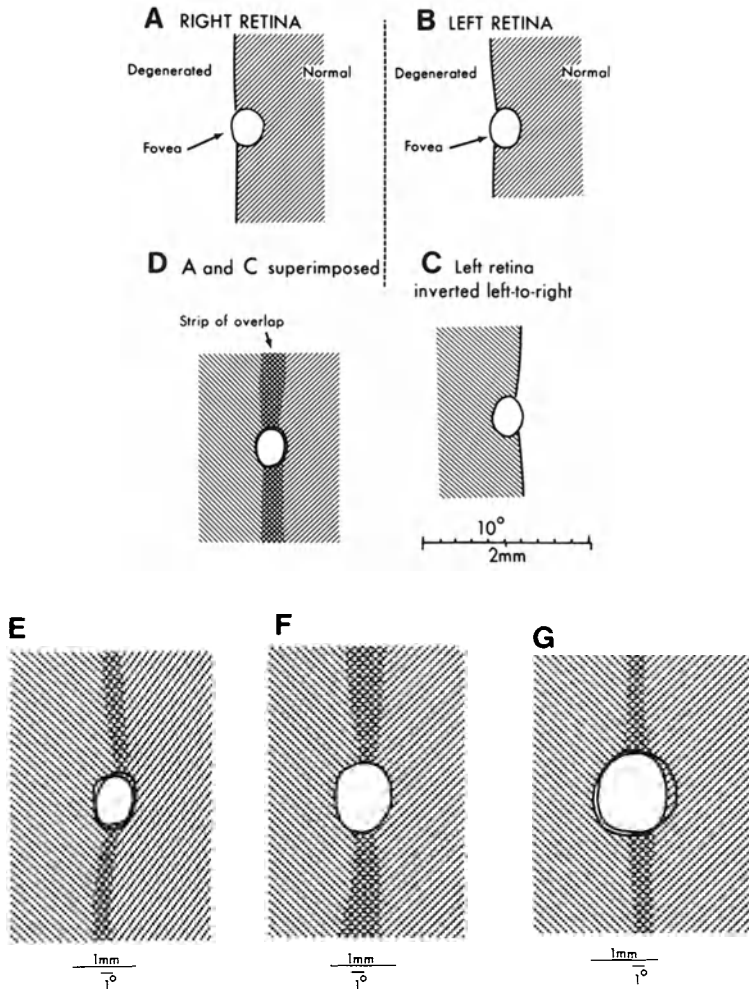 A RIGHT RETINA
Degenerated
Normal
Fovea
B LEFT RETINA
Degenerated
Normal
Fovea
D A and C superimposed
Strip of overlap
C Left retina
inverted left-to-right
10°
2mm
E
F
G
1mm
1°
1mm
1°
1mm
1°